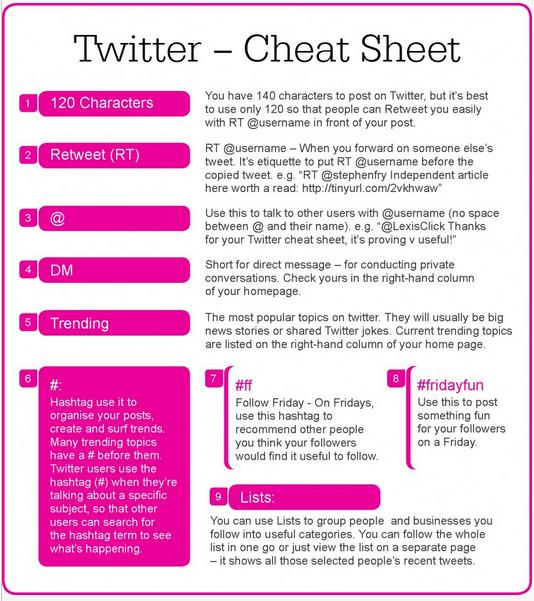 Twitter – Cheat Sheet
1 120 Characters
You have 140 characters to post on Twitter, but it's best
to use only 120 so that people can Retweet you easily
with RT @username in front of your post.
2 Retweet (RT)
RT @username – When you forward on someone else's
tweet. It's etiquette to put RT @username before the
copied tweet. e.g. "RT @stephenfry Independent article
here worth a read: http://tinyurl.com/2vkhwaw"
3 @
Use this to talk to other users with @username (no space
between @ and their name). e.g. "@LexisClick Thanks
for your Twitter cheat sheet, it's proving v useful!"
4 DM
Short for direct message – for conducting private
conversations. Check yours in the right-hand column
of your homepage.
5 Trending
The most popular topics on twitter. They will usually be big
news stories or shared Twitter jokes. Current trending topics
are listed on the right-hand column of your home page.
6 #:
Hashtag use it to
organise your posts,
create and surf trends.
Many trending topics
have a # before them.
Twitter users use the
hashtag (#) when they're
talking about a specific
subject, so that other
users can search for
the hashtag term to see
what's happening.
7 #ff
Follow Friday - On Fridays,
use this hashtag to
recommend other people
you think your followers
would find it useful to follow.
8 #fridayfun
Use this to post
something fun
for your followers
on a Friday.
9 Lists:
You can use Lists to group people and businesses you
follow into useful categories. You can follow the whole
list in one go or just view the list on a separate page
– it shows all those selected people's recent tweets.